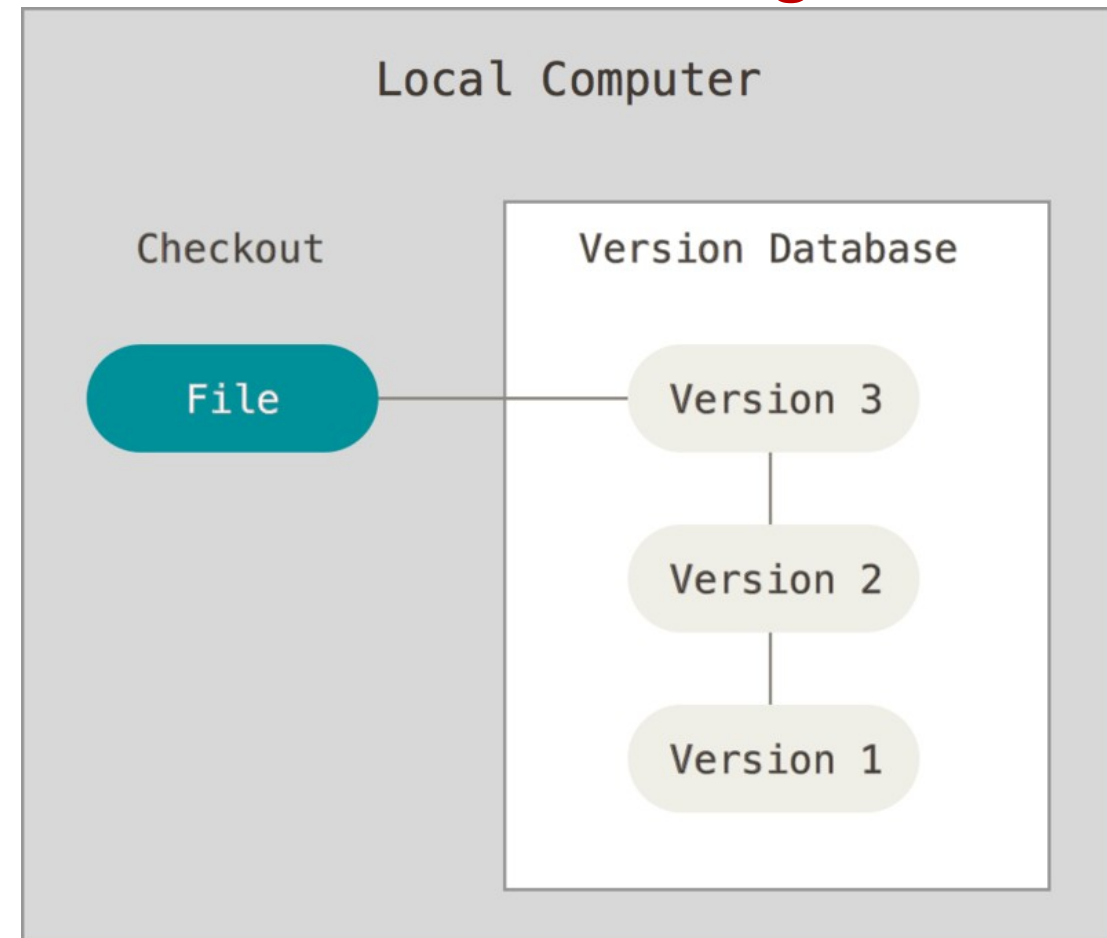 Local Computer
Checkout
Version Database
File
Version 3
Version 2
Version 1